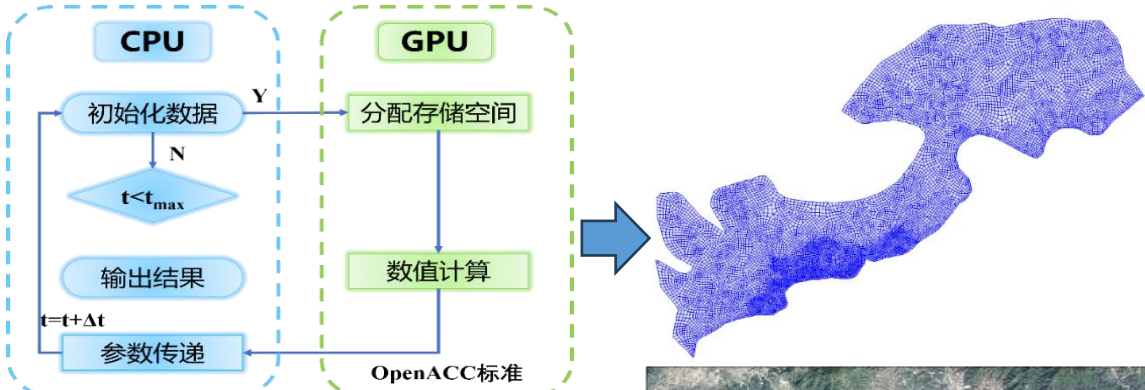 CPU
GPU
初始化数据
Y
分配存储空间
N
t<tmax
数值计算
输出结果
t=t+Δt
参数传递
OpenACC标准